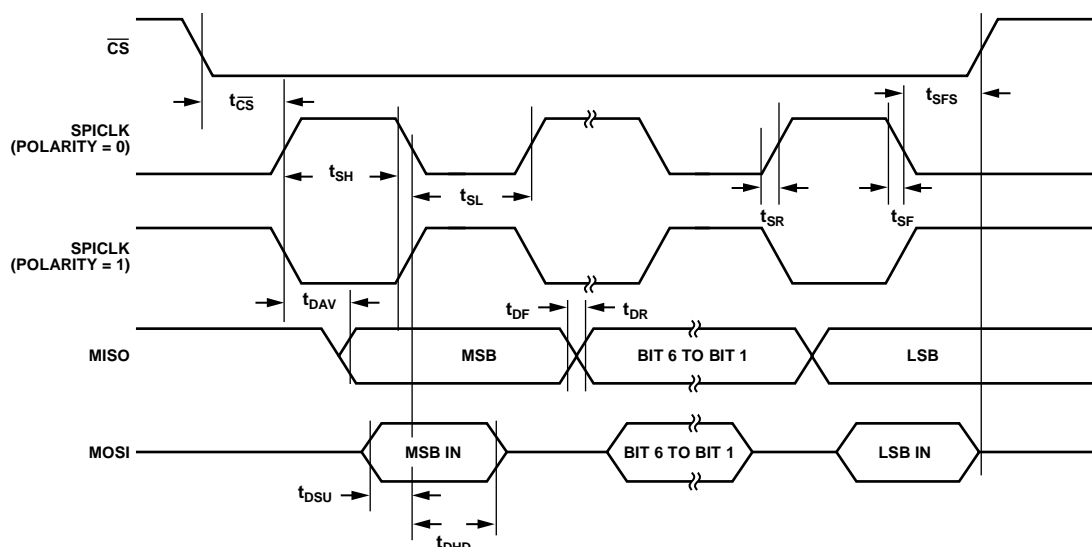 CS
tCS
tSFS
SPICLK
(POLARITY = 0)
tSH
tSL
tSR
tSF
SPICLK
(POLARITY = 1)
tDAV
tDF
tDR
MISO
MSB
BIT 6 TO BIT 1
LSB
MOSI
MSB IN
BIT 6 TO BIT 1
LSB IN
tDSU
tDHD